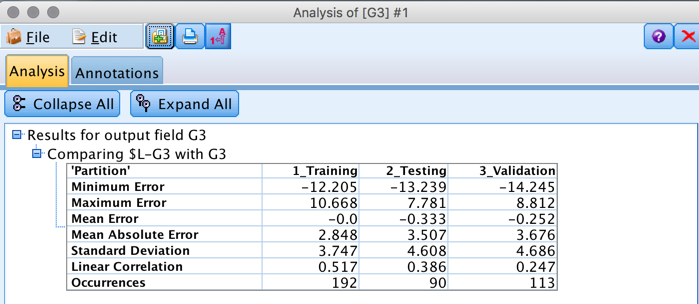 Analysis of [G3] #1
File Edit
Analysis Annotations
Collapse All Expand All
Results for output field G3
Comparing $L-G3 with G3
'Partition' 1_Training 2_Testing 3_Validation
Minimum Error -12.205 -13.239 -14.245
Maximum Error 10.668 7.781 8.812
Mean Error -0.0 -0.333 -0.252
Mean Absolute Error 2.848 3.507 3.676
Standard Deviation 3.747 4.608 4.686
Linear Correlation 0.517 0.386 0.247
Occurrences 192 90 113